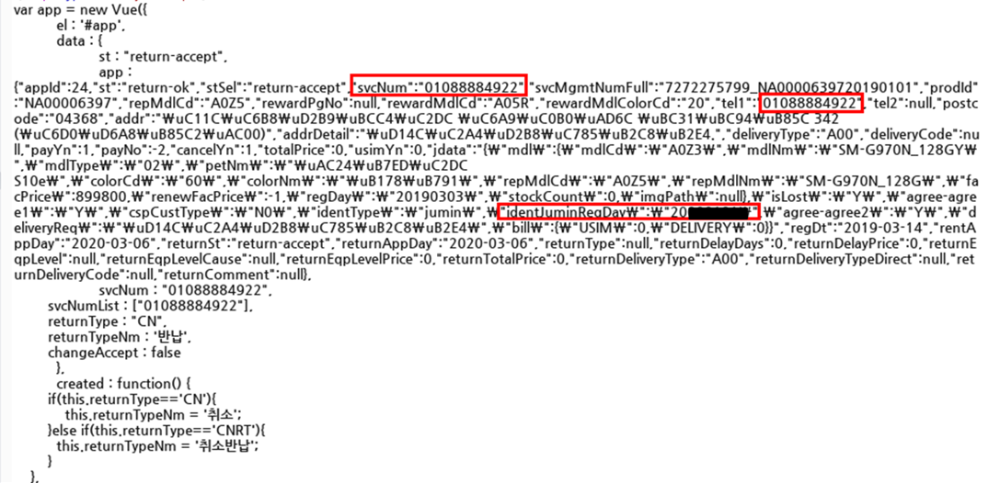 var app = new Vue({
el : '#app',
data : {
st : "return-accept",
app :
{"appId":24,"st":"return-ok","stSel":"return-accept","svcNum":"01088884922","svcMgmtNumFull":"7272275799_NA0000639720190101","prodId
":"NA00006397","repMdlCd":"A0Z5","rewardPgNo":null,"rewardMdlCd":"A05R","rewardMdlColorCd":"20","tel1":"01088884922","tel2":null,"postc
ode":"04368","addr":"₩uC11C₩uC6B8₩uD2B9₩uBCC4₩uC2DC ₩uC6A9₩uC0B0₩uAD6C ₩uBC31₩uBC94₩uB85C 342
(₩uC6D0₩uD6A8₩uB85C2₩uAC00)","addrDetail":"₩uD14C₩uC2A4₩uD2B8₩uC785₩uB2C8₩uB2E4.","deliveryType":"A00","deliveryCode":nu
ll,"payYn":1,"payNo":-2,"cancelYn":1,"totalPrice":0,"usimYn":0,"jdata":"{₩"mdl₩":{₩"mdlCd₩":₩"A0Z3₩",₩"mdlNm₩":₩"SM-G970N_128GY₩"
,₩"mdlType₩":₩"02₩",₩"petNm₩":₩"₩uAC24₩uB7ED₩uC2DC
S10e₩",₩"colorCd₩":₩"60₩",₩"colorNm₩":₩"₩uB178₩uB791₩",₩"repMdlCd₩":₩"A0Z5₩",₩"repMdlNm₩":₩"SM-G970N_128G₩",₩"fa
cPrice₩":899800,₩"renewFacPrice₩":-1,₩"regDay₩":₩"20190303₩",₩"stockCount₩":0,₩"imgPath₩":null},₩"isLost₩":₩"Y₩",₩"agree-agre
e1₩":₩"Y₩",₩"cspCustType₩":₩"N0₩",₩"identType₩":₩"jumin₩",₩"identJuminRegDay₩":₩"20 ₩",₩"agree-agree2₩":₩"Y₩",₩"d
eliveryReq₩":₩"₩uD14C₩uC2A4₩uD2B8₩uC785₩uB2C8₩uB2E4₩",₩"bill₩":{₩"USIM₩":0,₩"DELIVERY₩":0}}","regDt":"2019-03-14","rentA
ppDay":"2020-03-06","returnSt":"return-accept","returnAppDay":"2020-03-06","returnType":null,"returnDelayDays":0,"returnDelayPrice":0,"returnE
qpLevel":null,"returnEqpLevelCause":null,"returnEqpLevelPrice":0,"returnTotalPrice":0,"returnDeliveryType":"A00","returnDeliveryTypeDirect":null,"ret
urnDeliveryCode":null,"returnComment":null},
svcNum : "01088884922",
svcNumList : ["01088884922"],
returnType : "CN",
returnTypeNm : '반납',
changeAccept : false
},
created : function() {
if(this.returnType=='CN'){
this.returnTypeNm = '취소';
}else if(this.returnType=='CNRT'){
this.returnTypeNm = '취소반납';
}
},